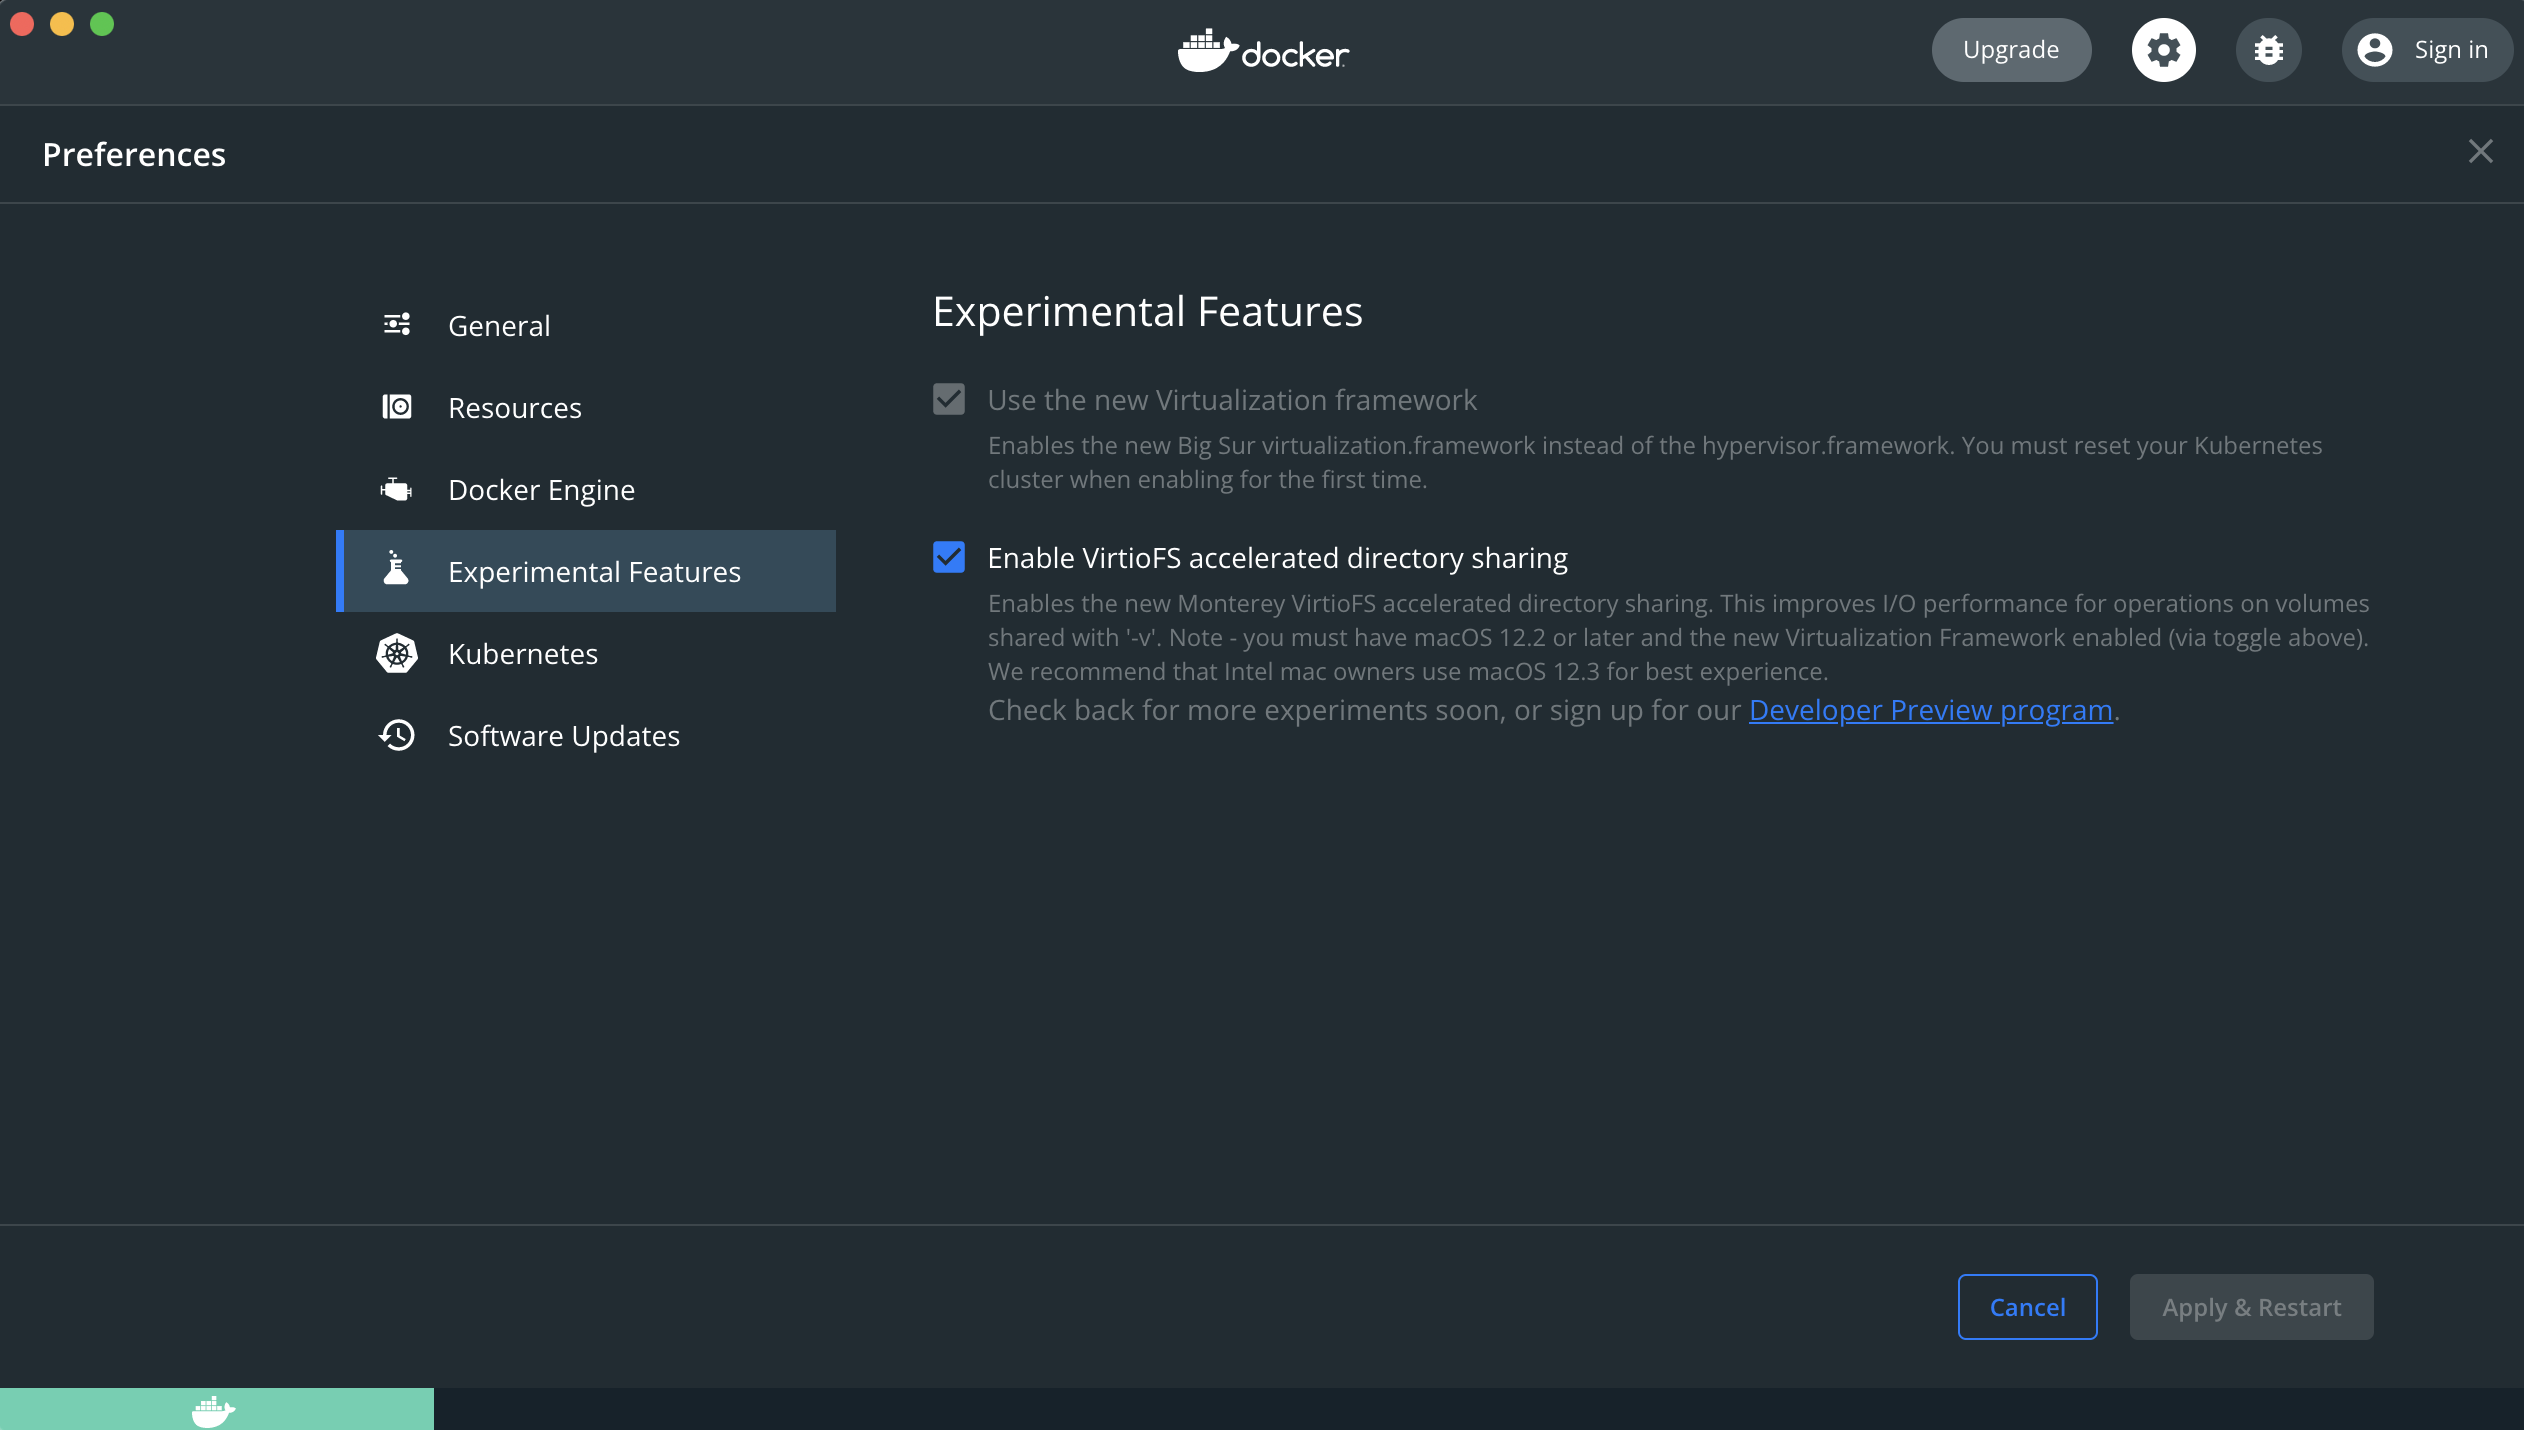 docker
Upgrade
Sign in
Preferences
General
Resources
Docker Engine
Experimental Features
Kubernetes
Software Updates
Experimental Features
Use the new Virtualization framework
Enables the new Big Sur virtualization.framework instead of the hypervisor.framework. You must reset your Kubernetes
cluster when enabling for the first time.
Enable VirtioFS accelerated directory sharing
Enables the new Monterey VirtioFS accelerated directory sharing. This improves I/O performance for operations on volumes
shared with '-v'. Note - you must have macOS 12.2 or later and the new Virtualization Framework enabled (via toggle above).
We recommend that Intel mac owners use macOS 12.3 for best experience.
Check back for more experiments soon, or sign up for our Developer Preview program.
Cancel
Apply & Restart